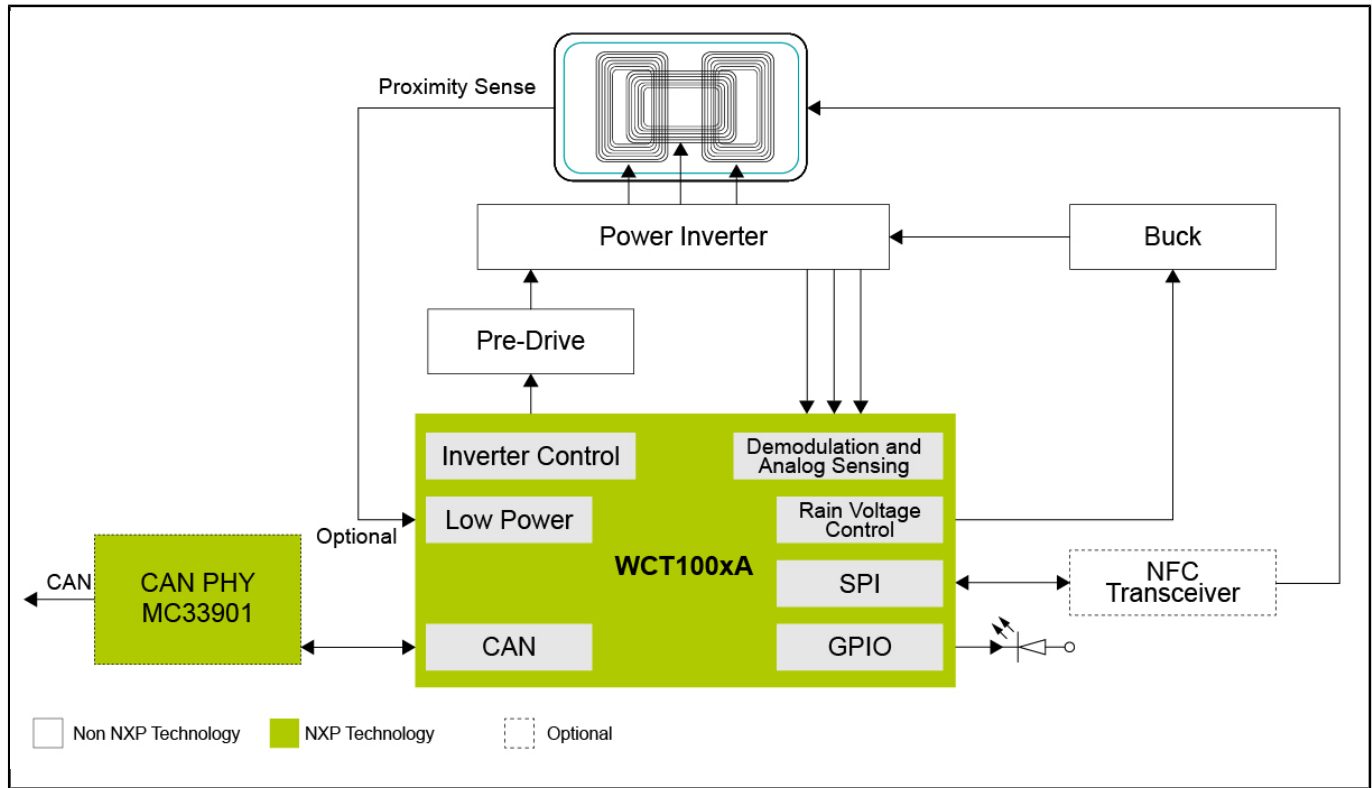 Proximity Sense
Power Inverter
Buck
Pre-Drive
Inverter Control
Demodulation and
Analog Sensing
Low Power
Rain Voltage
Control
Optional
WCT100xA
CAN
CAN PHY
MC33901
SPI
NFC
Transceiver
CAN
GPIO
Non NXP Technology
NXP Technology
Optional